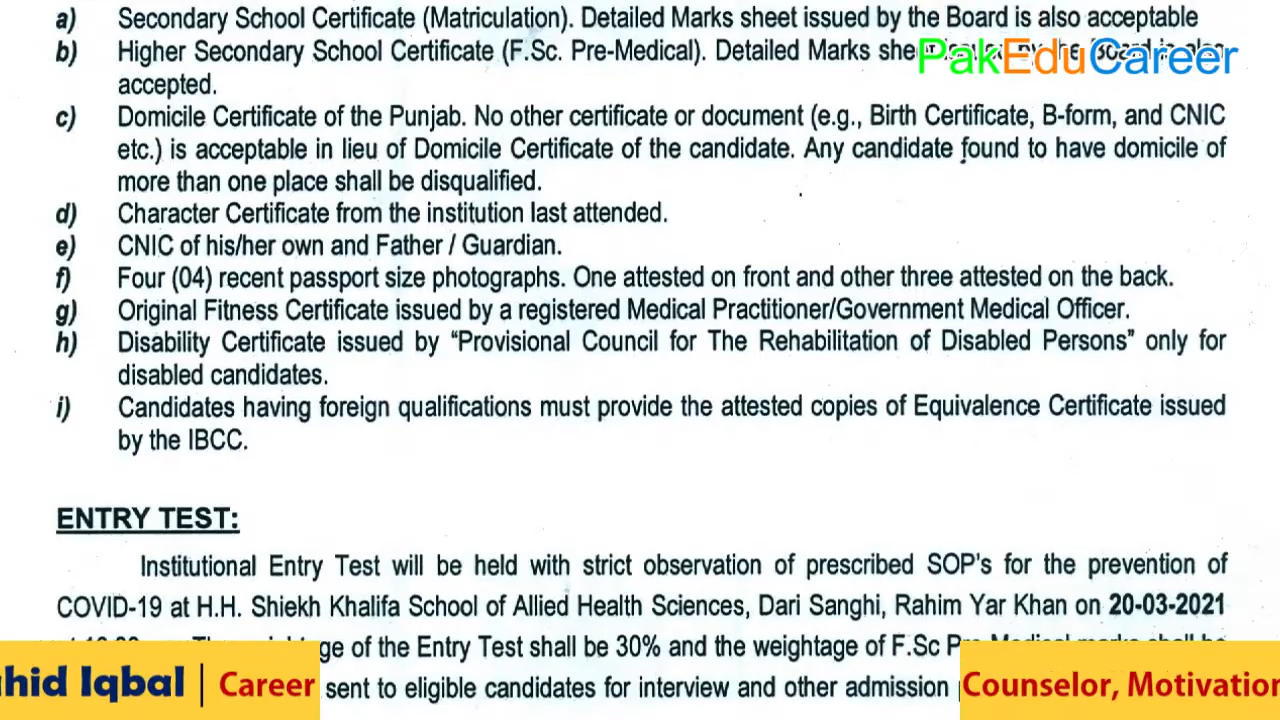 a) Secondary School Certificate (Matriculation). Detailed Marks sheet issued by the Board is also acceptable
b) Higher Secondary School Certificate (F.Sc. Pre-Medical). Detailed Marks sheet issued by the Board is also
PakEduCareer
accepted.
c) Domicile Certificate of the Punjab. No other certificate or document (e.g., Birth Certificate, B-form, and CNIC
etc.) is acceptable in lieu of Domicile Certificate of the candidate. Any candidate found to have domicile of
more than one place shall be disqualified.
d) Character Certificate from the institution last attended.
e) CNIC of his/her own and Father / Guardian.
f) Four (04) recent passport size photographs. One attested on front and other three attested on the back.
g) Original Fitness Certificate issued by a registered Medical Practitioner/Government Medical Officer.
h) Disability Certificate issued by “Provisional Council for The Rehabilitation of Disabled Persons” only for
disabled candidates.
i) Candidates having foreign qualifications must provide the attested copies of Equivalence Certificate issued
by the IBCC.
ENTRY TEST:
Institutional Entry Test will be held with strict observation of prescribed SOP's for the prevention of
COVID-19 at H.H. Shiekh Khalifa School of Allied Health Sciences, Dari Sanghi, Rahim Yar Khan on 20-03-2021
of the Entry Test shall be 30% and the weightage of F.Sc
sent to eligible candidates for interview and other admission
hid Iqbal | Career
Counselor, Motivation